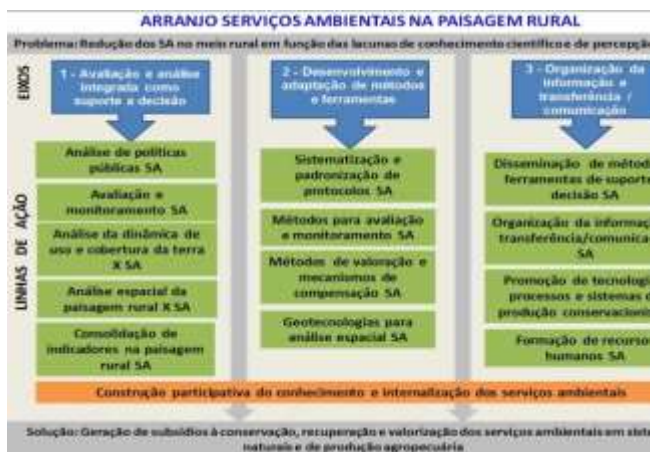 ARRANJO SERVIÇOS AMBIENTAIS NA PAISAGEM RURAL
Problema: Redução dos SA no meio rural em função das lacunas de conhecimento científico e de percepçã
EIXOS
1 - Avaliação e análise
integrada como
suporte a decisão
2 - Desenvolvimento e
adaptação de métodos
e ferramentas
3 - Organização da
informação e
transferência /
comunicação
LINHAS DE AÇÃO
Análise de políticas
públicas SA
Avaliação e
monitoramento SA
Análise da dinâmica de
uso e cobertura da terra
X SA
Análise espacial da
paisagem rural X SA
Consolidação de
indicadores na paisagem
rural SA
Sistematização e
padronização de
protocolos SA
Métodos para avaliação
e monitoramento SA
Métodos de valoração e
mecanismos de
compensação SA
Geotecnologias para
análise espacial SA
Disseminação de método
ferramentas de suporte
decisão SA
Organização da informaç
transferência/comunicaç
SA
Promoção de tecnologi
processos e sistemas d
produção conservacionis
Formação de recurso
humanos SA
Construção participativa do conhecimento e internalização dos serviços ambientais
Solução: Geração de subsídios à conservação, recuperação e valorização dos serviços ambientais em siste
naturais e de produção agropecuária